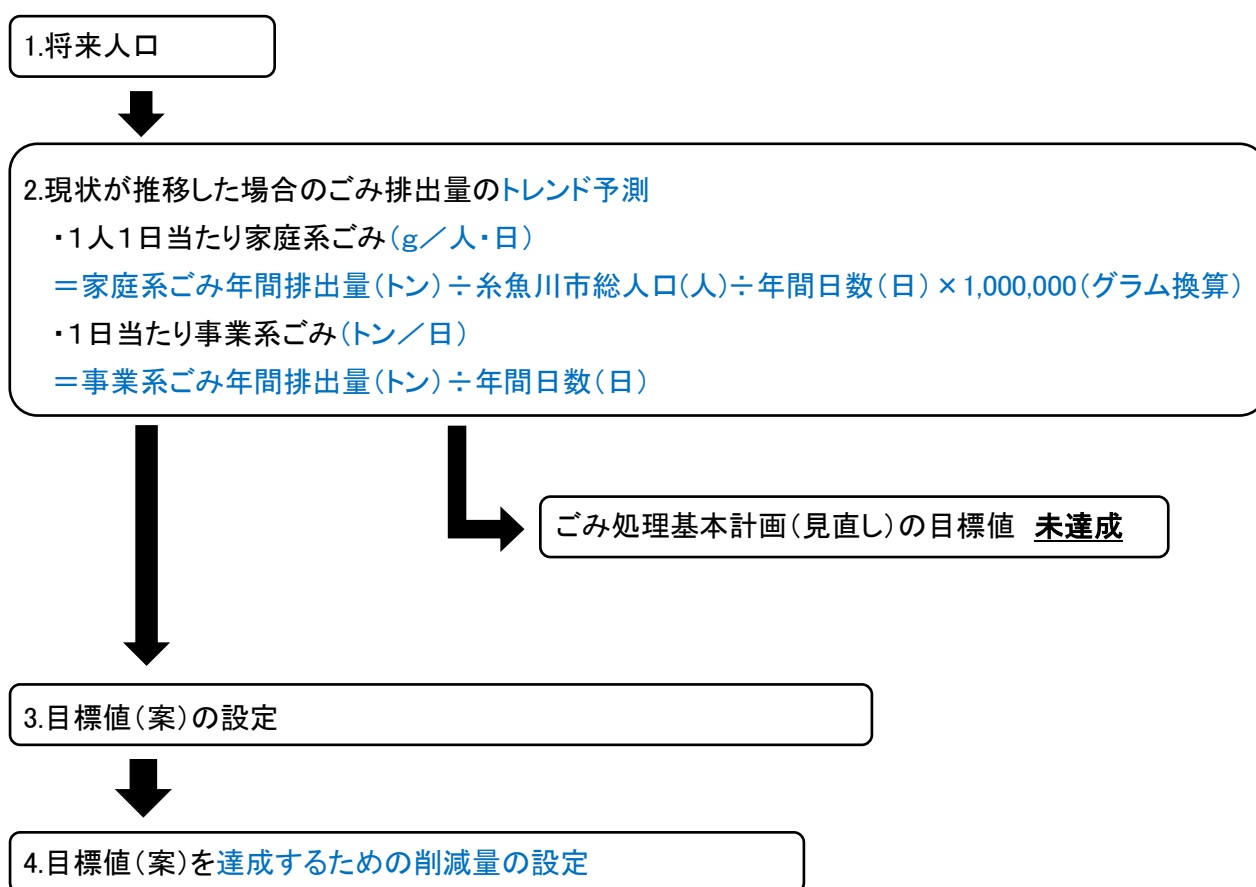 1.将来人口
2.現状が推移した場合のごみ排出量のトレンド予測
・１人１日当たり家庭系ごみ（ｇ／人・日）
＝家庭系ごみ年間排出量（トン）÷糸魚川市総人口(人)÷年間日数（日）×1,000,000（グラム換算）
・１日当たり事業系ごみ（トン／日）
＝事業系ごみ年間排出量（トン）÷年間日数（日）
ごみ処理基本計画（見直し）の目標値　未達成
3.目標値（案）の設定
4.目標値（案）を達成するための削減量の設定